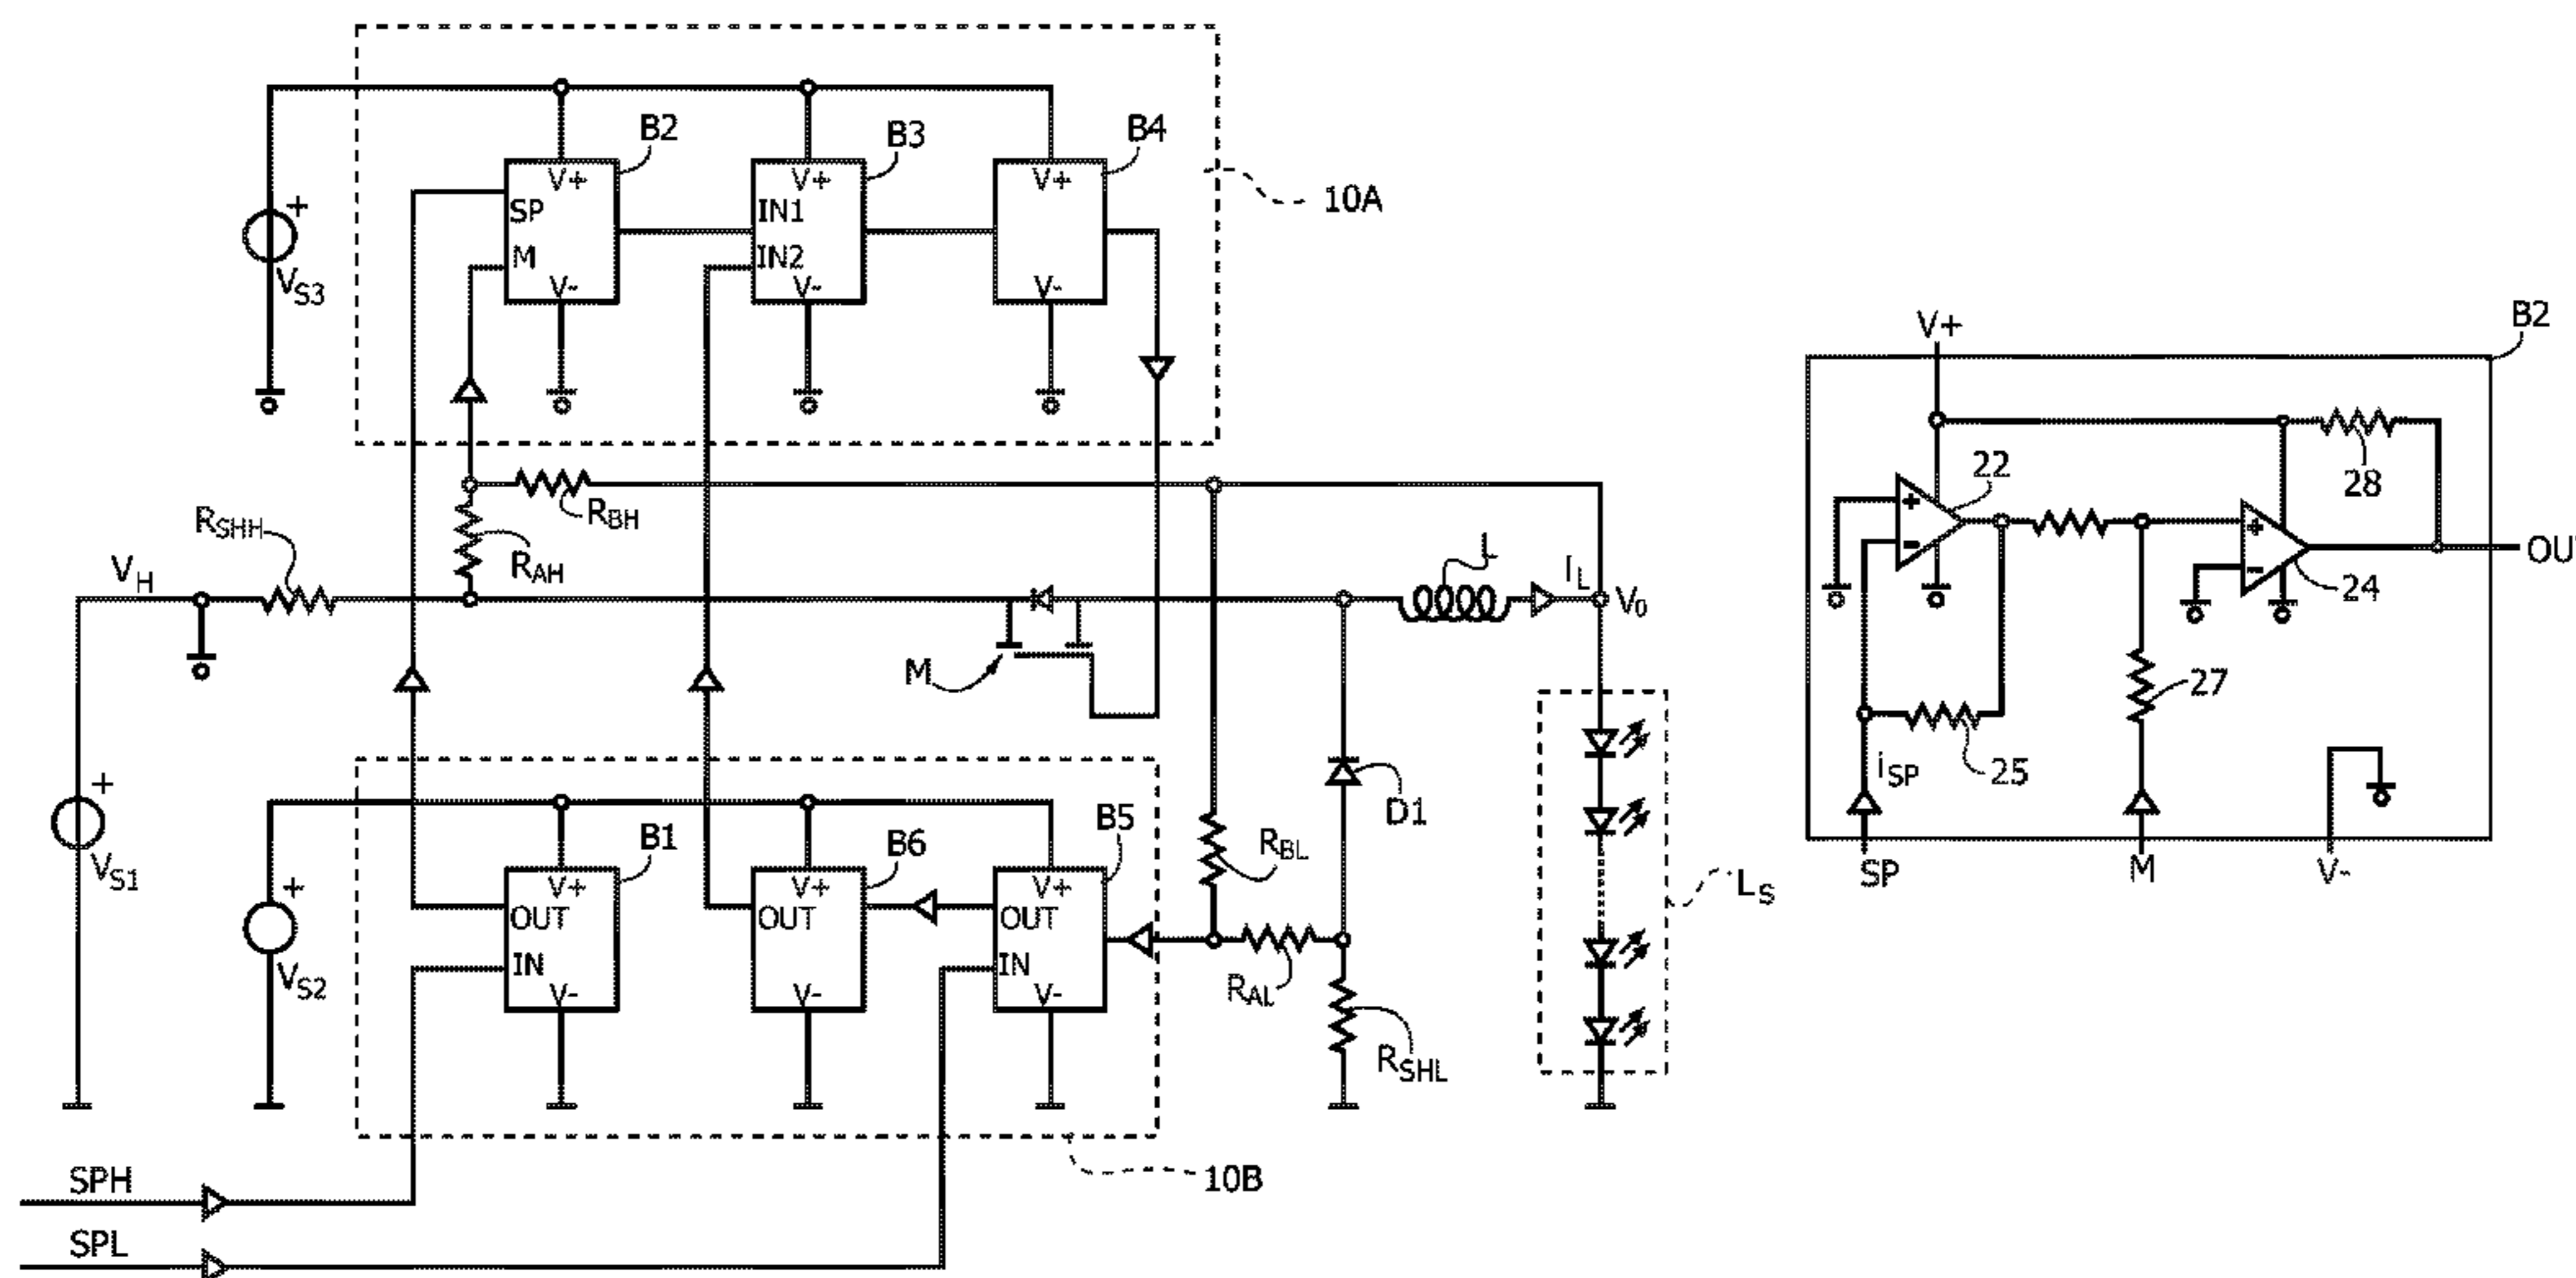 B2
B3
B4
V+
V+
V+
SP
IN1
10A
M
IN2
V-
V-
V-
+
VS3
RSHH
RBH
RAH
VH
L
iL
V0
M
+
VS1
B1
B6
B5
RBL
D1
V+
V+
V+
OUT
OUT
OUT
IN
IN
V-
V-
V-
+
VS2
RAL
RSHL
LS
10B
SPH
SPL
V+
B2
22
28
+
-
+
-
24
OU
27
iSP
25
SP
M
V-